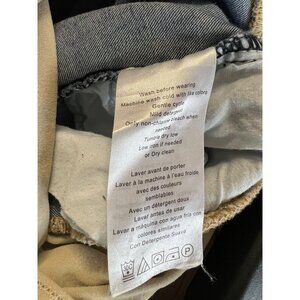 Wash before wearing
Machine wash cold with like colors
Gentle cycle
Mild detergent
Only non-chlorine bleach when
needed
Tumble dry low
Low iron if needed
or Dry clean
Lavar avant de porter
Laver à la machine à l'eau froide
avec des couleurs
semblables
Avec un détergent doux
Lavar antes de usar
Lavar a maquina con agua fria con
colores similares
Con Detergente Suave
P